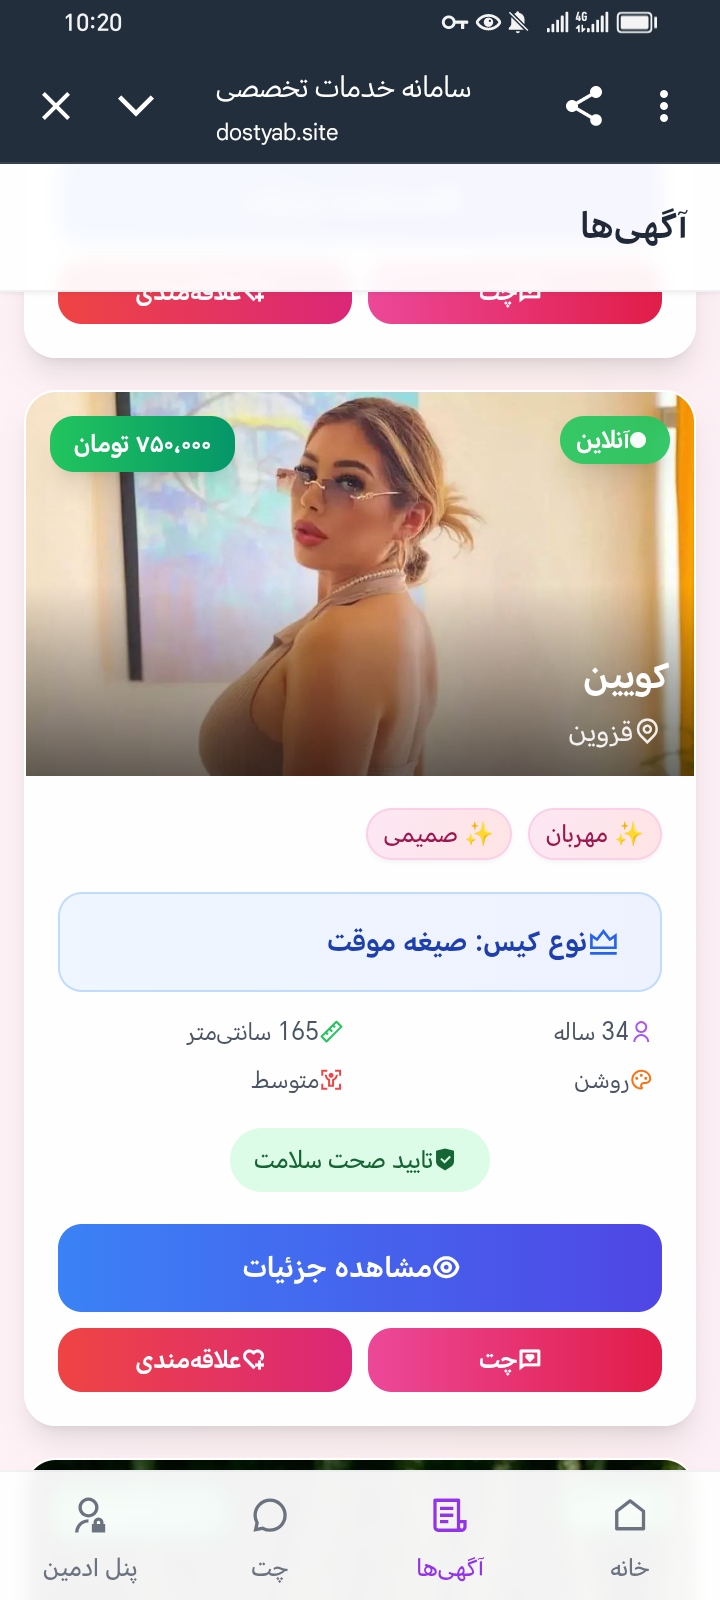 10:20
4G
سامانه خدمات تخصصی
dostyab.site
آگهی‌ها
چت
علاقه‌مندی
آنلاین
۷۵۰,۰۰۰ تومان
کویین
قزوین
✨ مهربان
✨ صمیمی
نوع کیس: صیغه موقت
34 ساله
165 سانتی‌متر
روشن
متوسط
تایید صحت سلامت
مشاهده جزئیات
چت
علاقه‌مندی
خانه
آگهی‌ها
چت
پنل ادمین